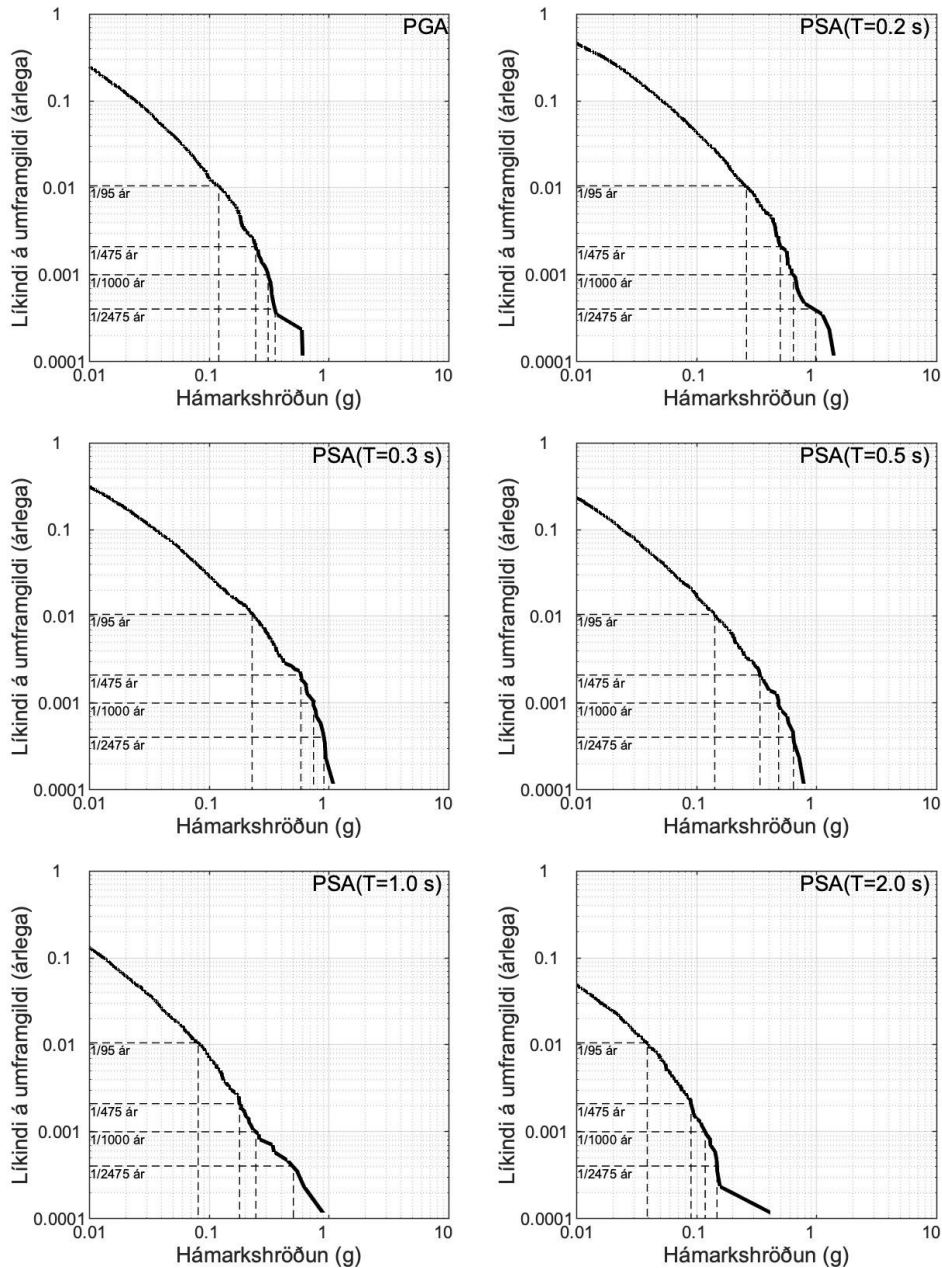 PGA
1
0.1
0.01
0.001
0.0001
Líkindi á umframgildi (árlega)
1/95 ár
1/475 ár
1/1000 ár
1/2475 ár
0.01 0.1 1 10
Hámarkshröðun (g)
PSA(T=0.2 s)
1
0.1
0.01
0.001
0.0001
Líkindi á umframgildi (árlega)
1/95 ár
1/475 ár
1/1000 ár
1/2475 ár
0.01 0.1 1 10
Hámarkshröðun (g)
PSA(T=0.3 s)
1
0.1
0.01
0.001
0.0001
Líkindi á umframgildi (árlega)
1/95 ár
1/475 ár
1/1000 ár
1/2475 ár
0.01 0.1 1 10
Hámarkshröðun (g)
PSA(T=0.5 s)
1
0.1
0.01
0.001
0.0001
Líkindi á umframgildi (árlega)
1/95 ár
1/475 ár
1/1000 ár
1/2475 ár
0.01 0.1 1 10
Hámarkshröðun (g)
PSA(T=1.0 s)
1
0.1
0.01
0.001
0.0001
Líkindi á umframgildi (árlega)
1/95 ár
1/475 ár
1/1000 ár
1/2475 ár
0.01 0.1 1 10
Hámarkshröðun (g)
PSA(T=2.0 s)
1
0.1
0.01
0.001
0.0001
Líkindi á umframgildi (árlega)
1/95 ár
1/475 ár
1/1000 ár
1/2475 ár
0.01 0.1 1 10
Hámarkshröðun (g)